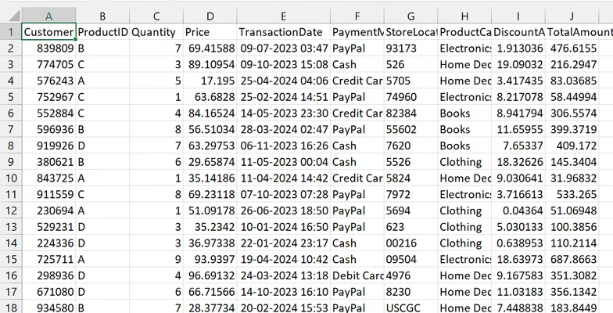 A B C D E F G H I J
1 Customer ProductID Quantity Price TransactionDate PaymentM StoreLocat ProductCa DiscountA TotalAmount
2 839809 B 7 69.41588 09-07-2023 03:47 PayPal 93173 Electronics 1.913036 476.6155
3 774705 C 3 89.10954 09-10-2023 15:08 Cash 526 Home Dec 19.09032 216.2947
4 576243 A 5 17.195 25-04-2024 04:06 Credit Car 5705 Home Dec 3.417435 83.03685
5 752967 C 1 63.6828 25-02-2024 14:51 PayPal 74960 Electronics 8.217078 58.44994
6 552884 C 4 84.16524 14-05-2023 23:30 Credit Car 82384 Books 8.941794 306.5574
7 596936 B 8 56.51034 28-03-2024 02:47 PayPal 55602 Books 11.65955 399.3719
8 919926 D 7 63.29753 06-11-2023 16:26 Cash 7620 Books 7.65337 409.172
9 380621 B 6 29.65874 11-05-2023 00:04 Cash 5526 Clothing 18.32626 145.3404
10 843725 A 1 35.14186 11-04-2024 14:42 Credit Car 5824 Home Dec 9.030641 31.96832
11 911559 C 8 69.23118 07-10-2023 07:28 PayPal 7972 Electronics 3.716613 533.265
12 230694 A 1 51.09178 26-06-2023 18:50 PayPal 5694 Clothing 0.04364 51.06948
13 529231 D 3 35.2342 10-01-2024 16:50 PayPal 623 Clothing 5.030133 100.3856
14 224336 D 3 36.97338 22-01-2024 23:17 Cash 00216 Clothing 0.638953 110.2114
15 725711 A 9 93.9397 19-04-2024 10:42 Cash 09504 Electronics 18.63973 687.8663
16 298936 D 4 96.69132 24-03-2024 13:18 Debit Card 4976 Home Dec 9.167583 351.3082
17 671080 D 6 66.71566 14-10-2023 16:10 PayPal 8230 Home Dec 11.03183 356.1342
18 934580 B 7 28.37734 20-02-2024 15:53 PayPal USCGC Home Dec 7.448838 183.8449